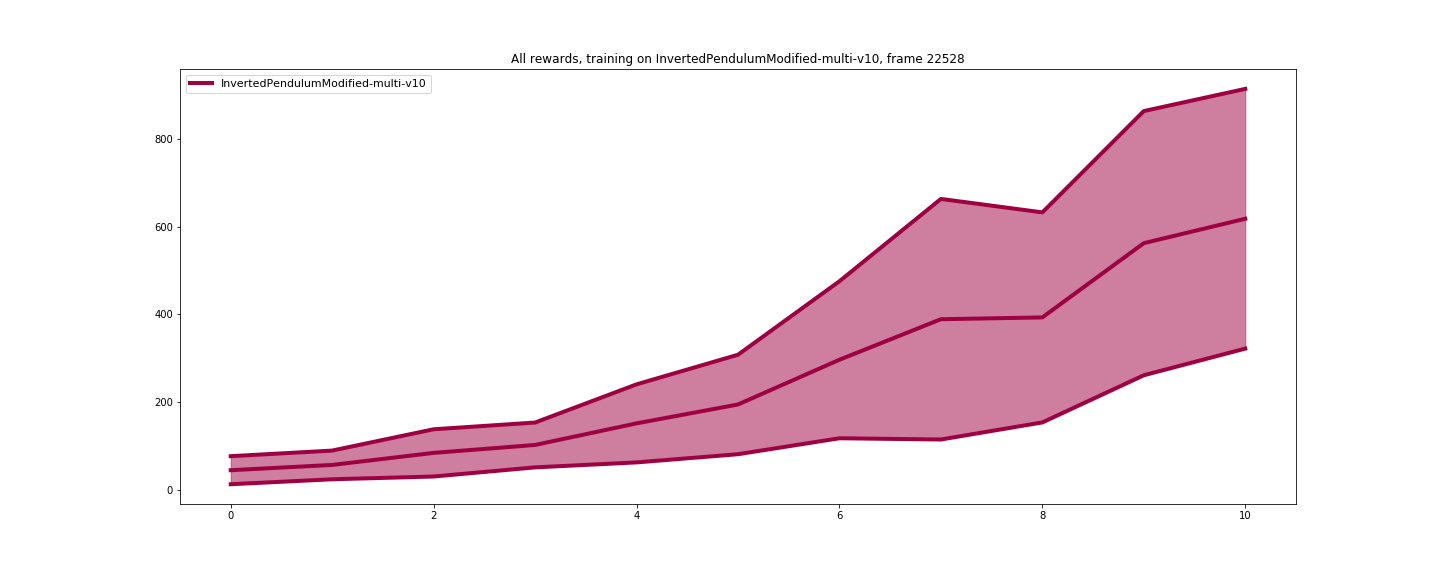 All rewards, training on InvertedPendulumModified-multi-v10, frame 22528
InvertedPendulumModified-multi-v10
800
600
400
200
0
0 2 4 6 8 10